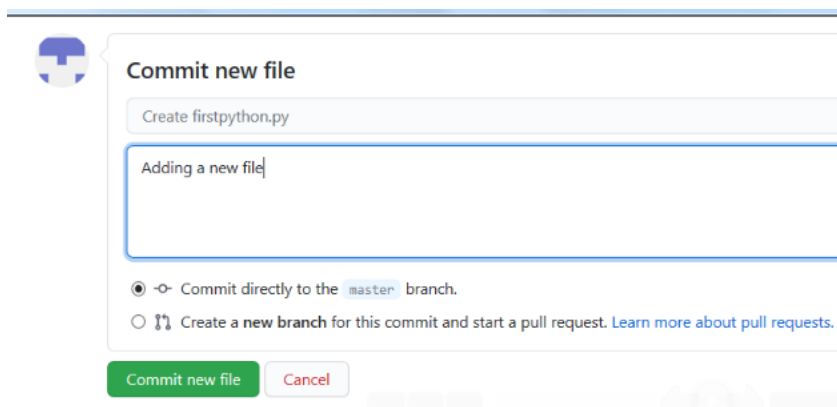 Commit new file
Create firstpython.py
Adding a new file
Commit directly to the master branch.
Create a new branch for this commit and start a pull request. Learn more about pull requests.
Commit new file Cancel